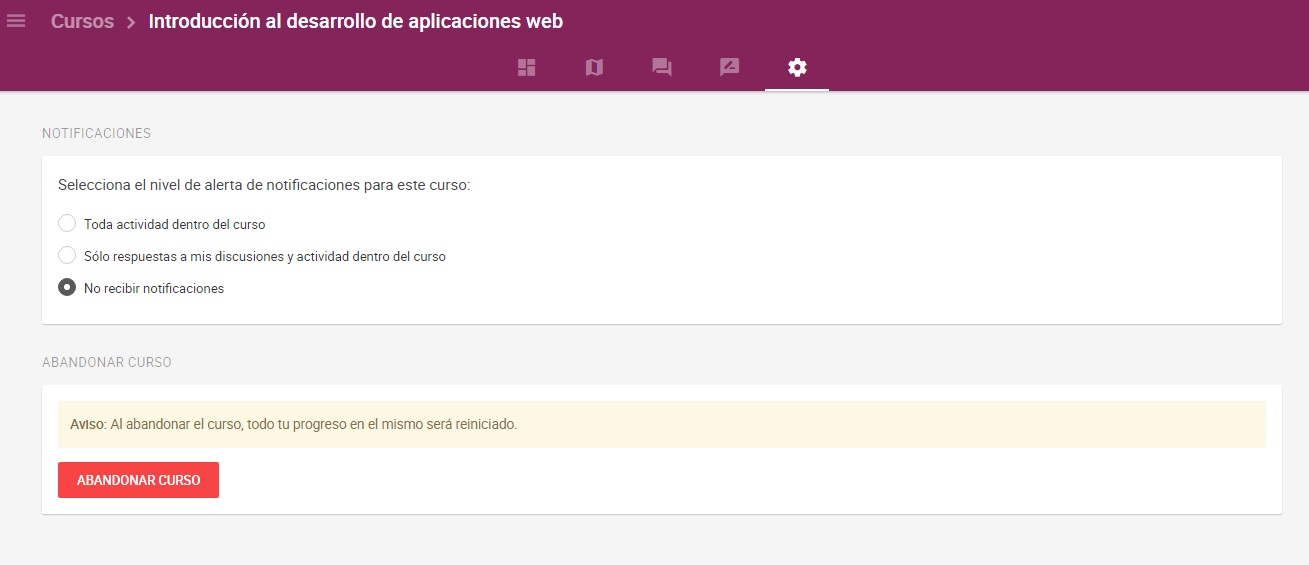 Cursos > Introducción al desarrollo de aplicaciones web
NOTIFICACIONES
Selecciona el nivel de alerta de notificaciones para este curso:
Toda actividad dentro del curso
Sólo respuestas a mis discusiones y actividad dentro del curso
No recibir notificaciones
ABANDONAR CURSO
Aviso: Al abandonar el curso, todo tu progreso en el mismo será reiniciado.
ABANDONAR CURSO